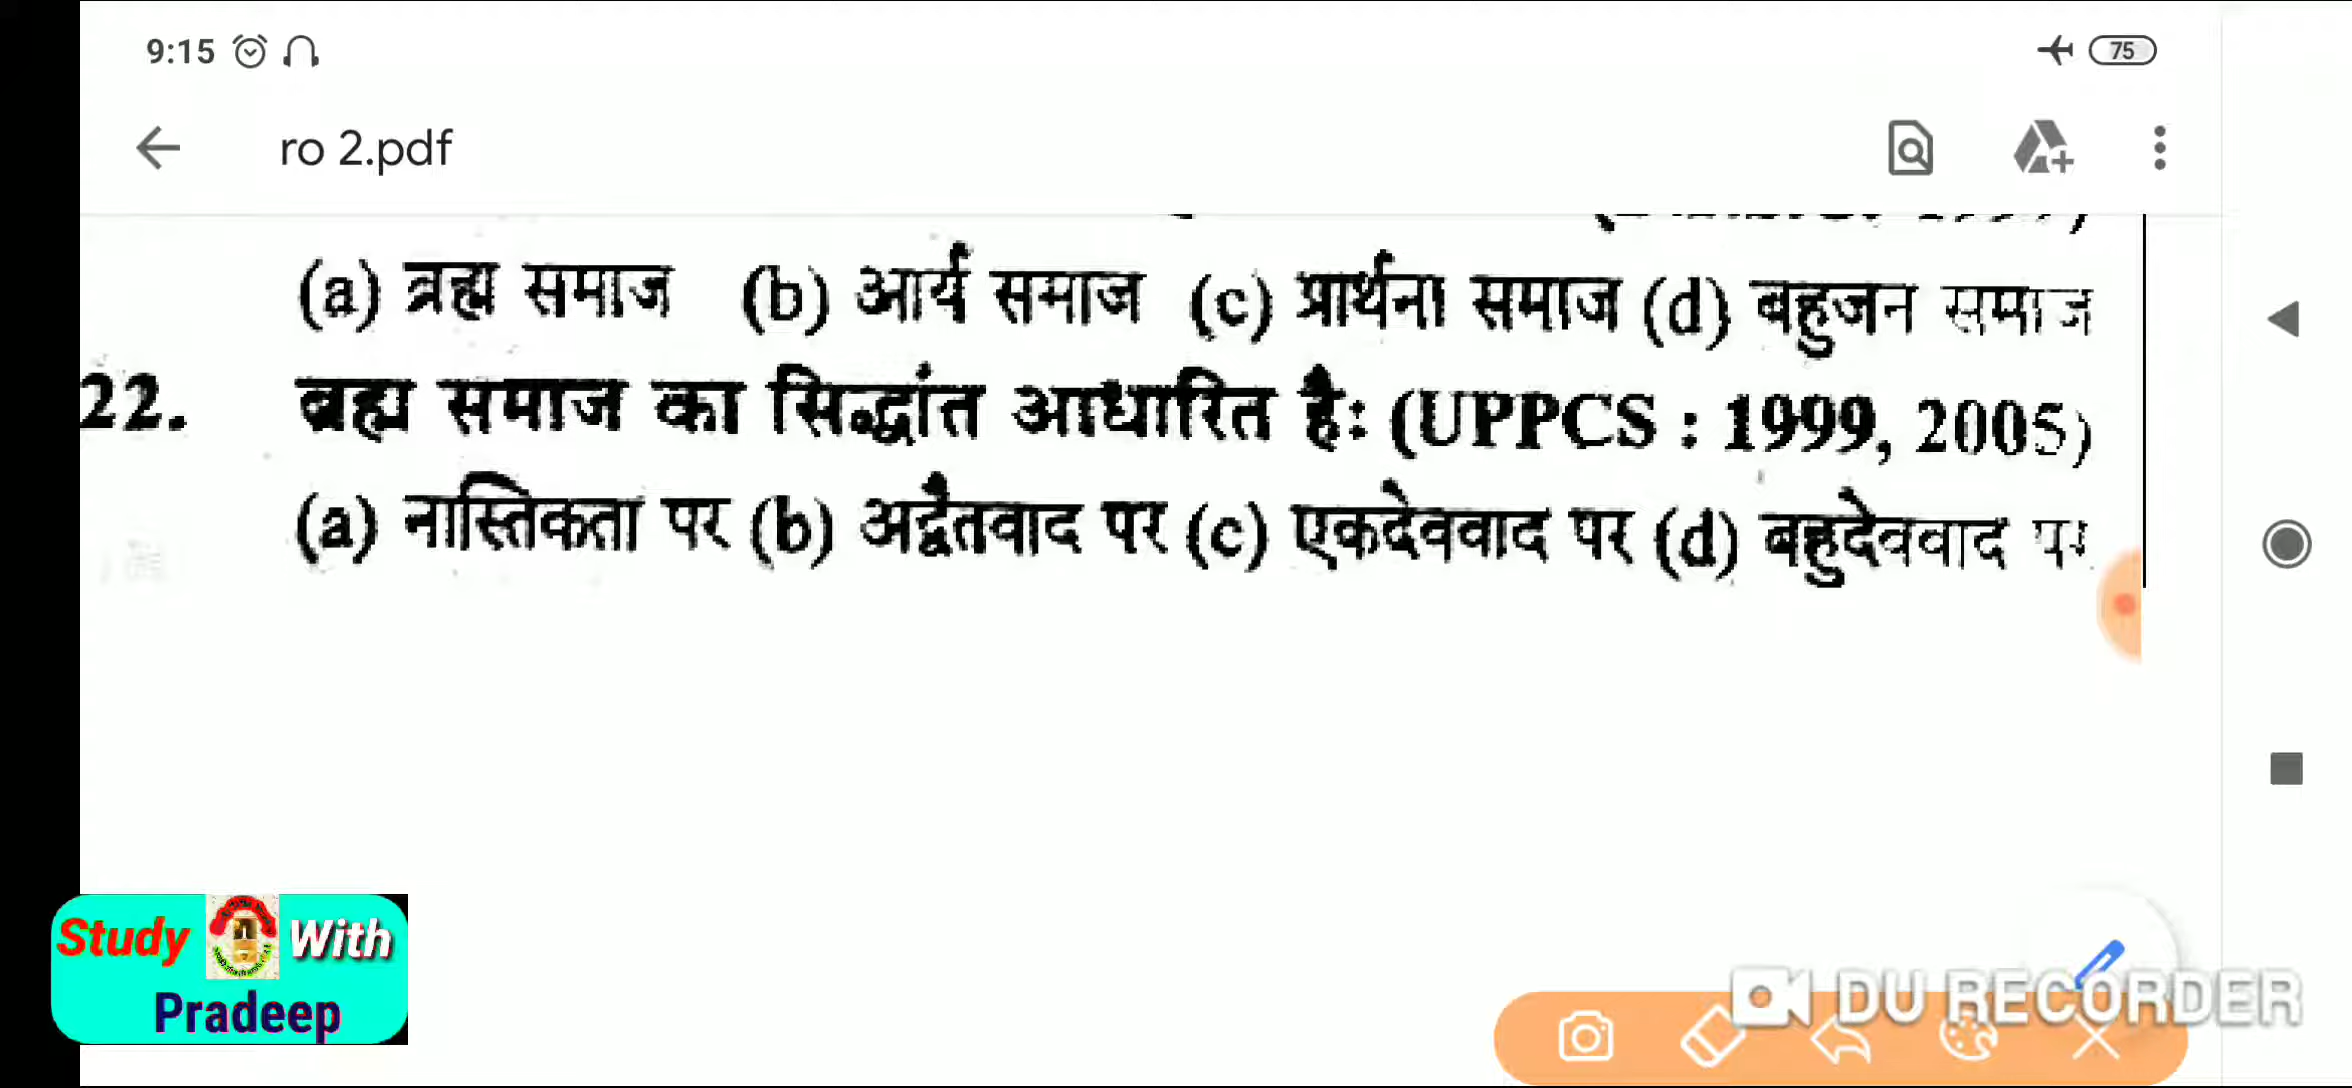 9:15
75
ro 2.pdf
(a) ब्रह्म समाज (b) आर्य समाज (c) प्रार्थना समाज (d) बहुजन समाज
22. ब्रह्म समाज का सिद्धांत आधारित है: (UPPCS : 1999, 2005)
(a) नास्तिकता पर (b) अद्वैतवाद पर (c) एकदेववाद पर (d) बहुदेववाद पर
Study With
Pradeep
DU RECORDER